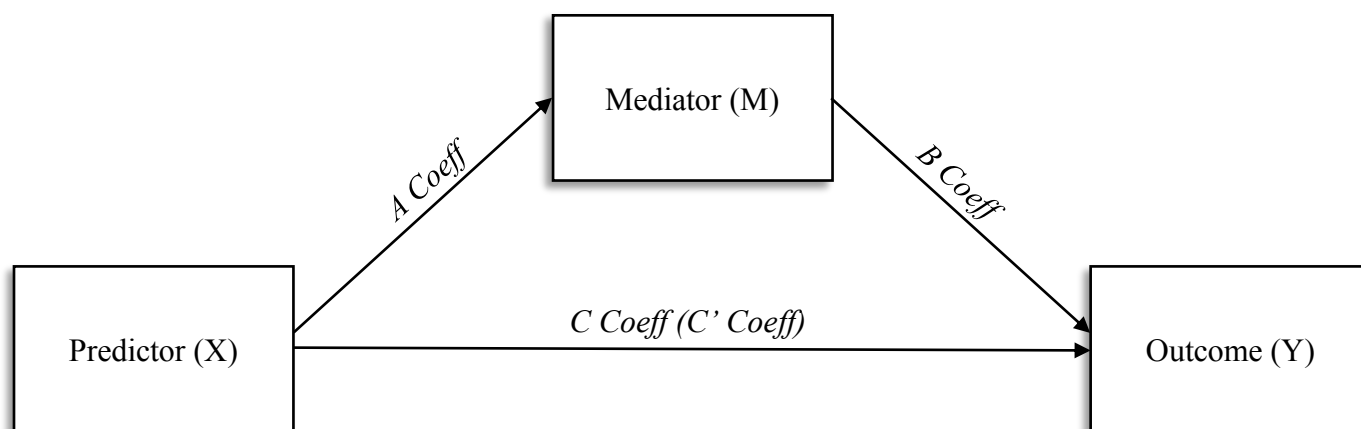 Mediator (M)
A Coeff
B Coeff
C Coeff (C’ Coeff)
Predictor (X)
Outcome (Y)